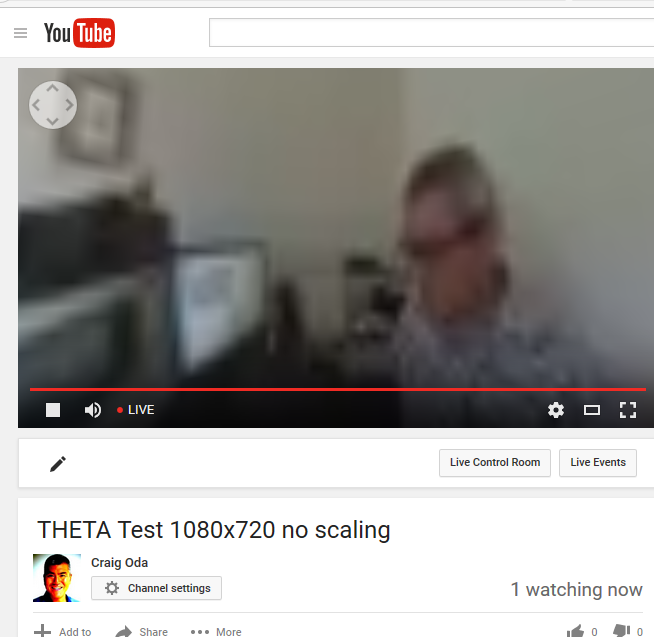 YouTube
LIVE
Live Control Room
Live Events
THETA Test 1080x720 no scaling
Craig Oda
Channel settings
1 watching now
Add to
Share
More
0
0